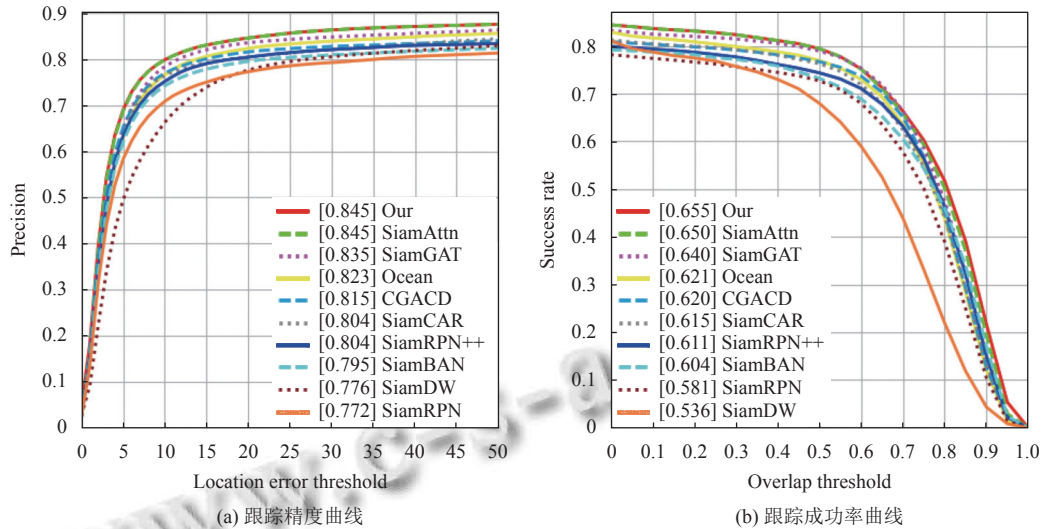 0.9
0.8
0.7
0.6
0.5
0.4
0.3
0.2
0.1
0
Precision
[0.845] Our
[0.845] SiamAttn
[0.835] SiamGAT
[0.823] Ocean
[0.815] CGACD
[0.804] SiamCAR
[0.804] SiamRPN++
[0.795] SiamBAN
[0.776] SiamDW
[0.772] SiamRPN
0 5 10 15 20 25 30 35 40 45 50
Location error threshold
(a) 跟踪精度曲线
0.8
0.7
0.6
0.5
0.4
0.3
0.2
0.1
0
Success rate
[0.655] Our
[0.650] SiamAttn
[0.640] SiamGAT
[0.621] Ocean
[0.620] CGACD
[0.615] SiamCAR
[0.611] SiamRPN++
[0.604] SiamBAN
[0.581] SiamRPN
[0.536] SiamDW
0 0.1 0.2 0.3 0.4 0.5 0.6 0.7 0.8 0.9 1.0
Overlap threshold
(b) 跟踪成功率曲线